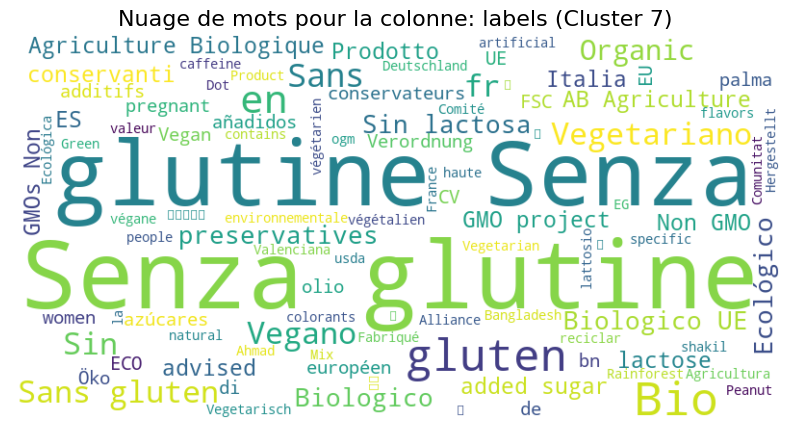 Nuage de mots pour la colonne: labels (Cluster 7)
Agriculture Biologique
Prodotto
artificial
UE
Organic
conservanti
caffeine
Product
Sans
Deutschland
fr
Italia
EU
palma
additifs
Dot
en
conservateurs
FSC
AB Agriculture
flavors
pregnant
ES
valeur
Vegan
añadidos
contains
végétarien
ogm
Comité
Sin lactosa
Verordnung
Vegetariano
GMOs Non
Ecológica
Green
glutine
Senza
Comunitat
Hergestellt
haute
France
CV
EG
végane
environnementale
végétalien
GMO project
Non GMO
people
preservatives
Valenciana
usda
Vegetarian
lattosio
specific
Ecológico
Senza glutine
olio
women
la
azúcares
colorants
Alliance
Bangladesh
Biologico UE
natural
Vegano
Fabriqué
reciclar
shakil
Sin
ECO
advised
Ahmad
Mix
européen
gluten
bn
lactose
Rainforest
Agricultura
Öko
di
Sans gluten
Vegetarisch
Biologico
added sugar
de
Bio
Peanut